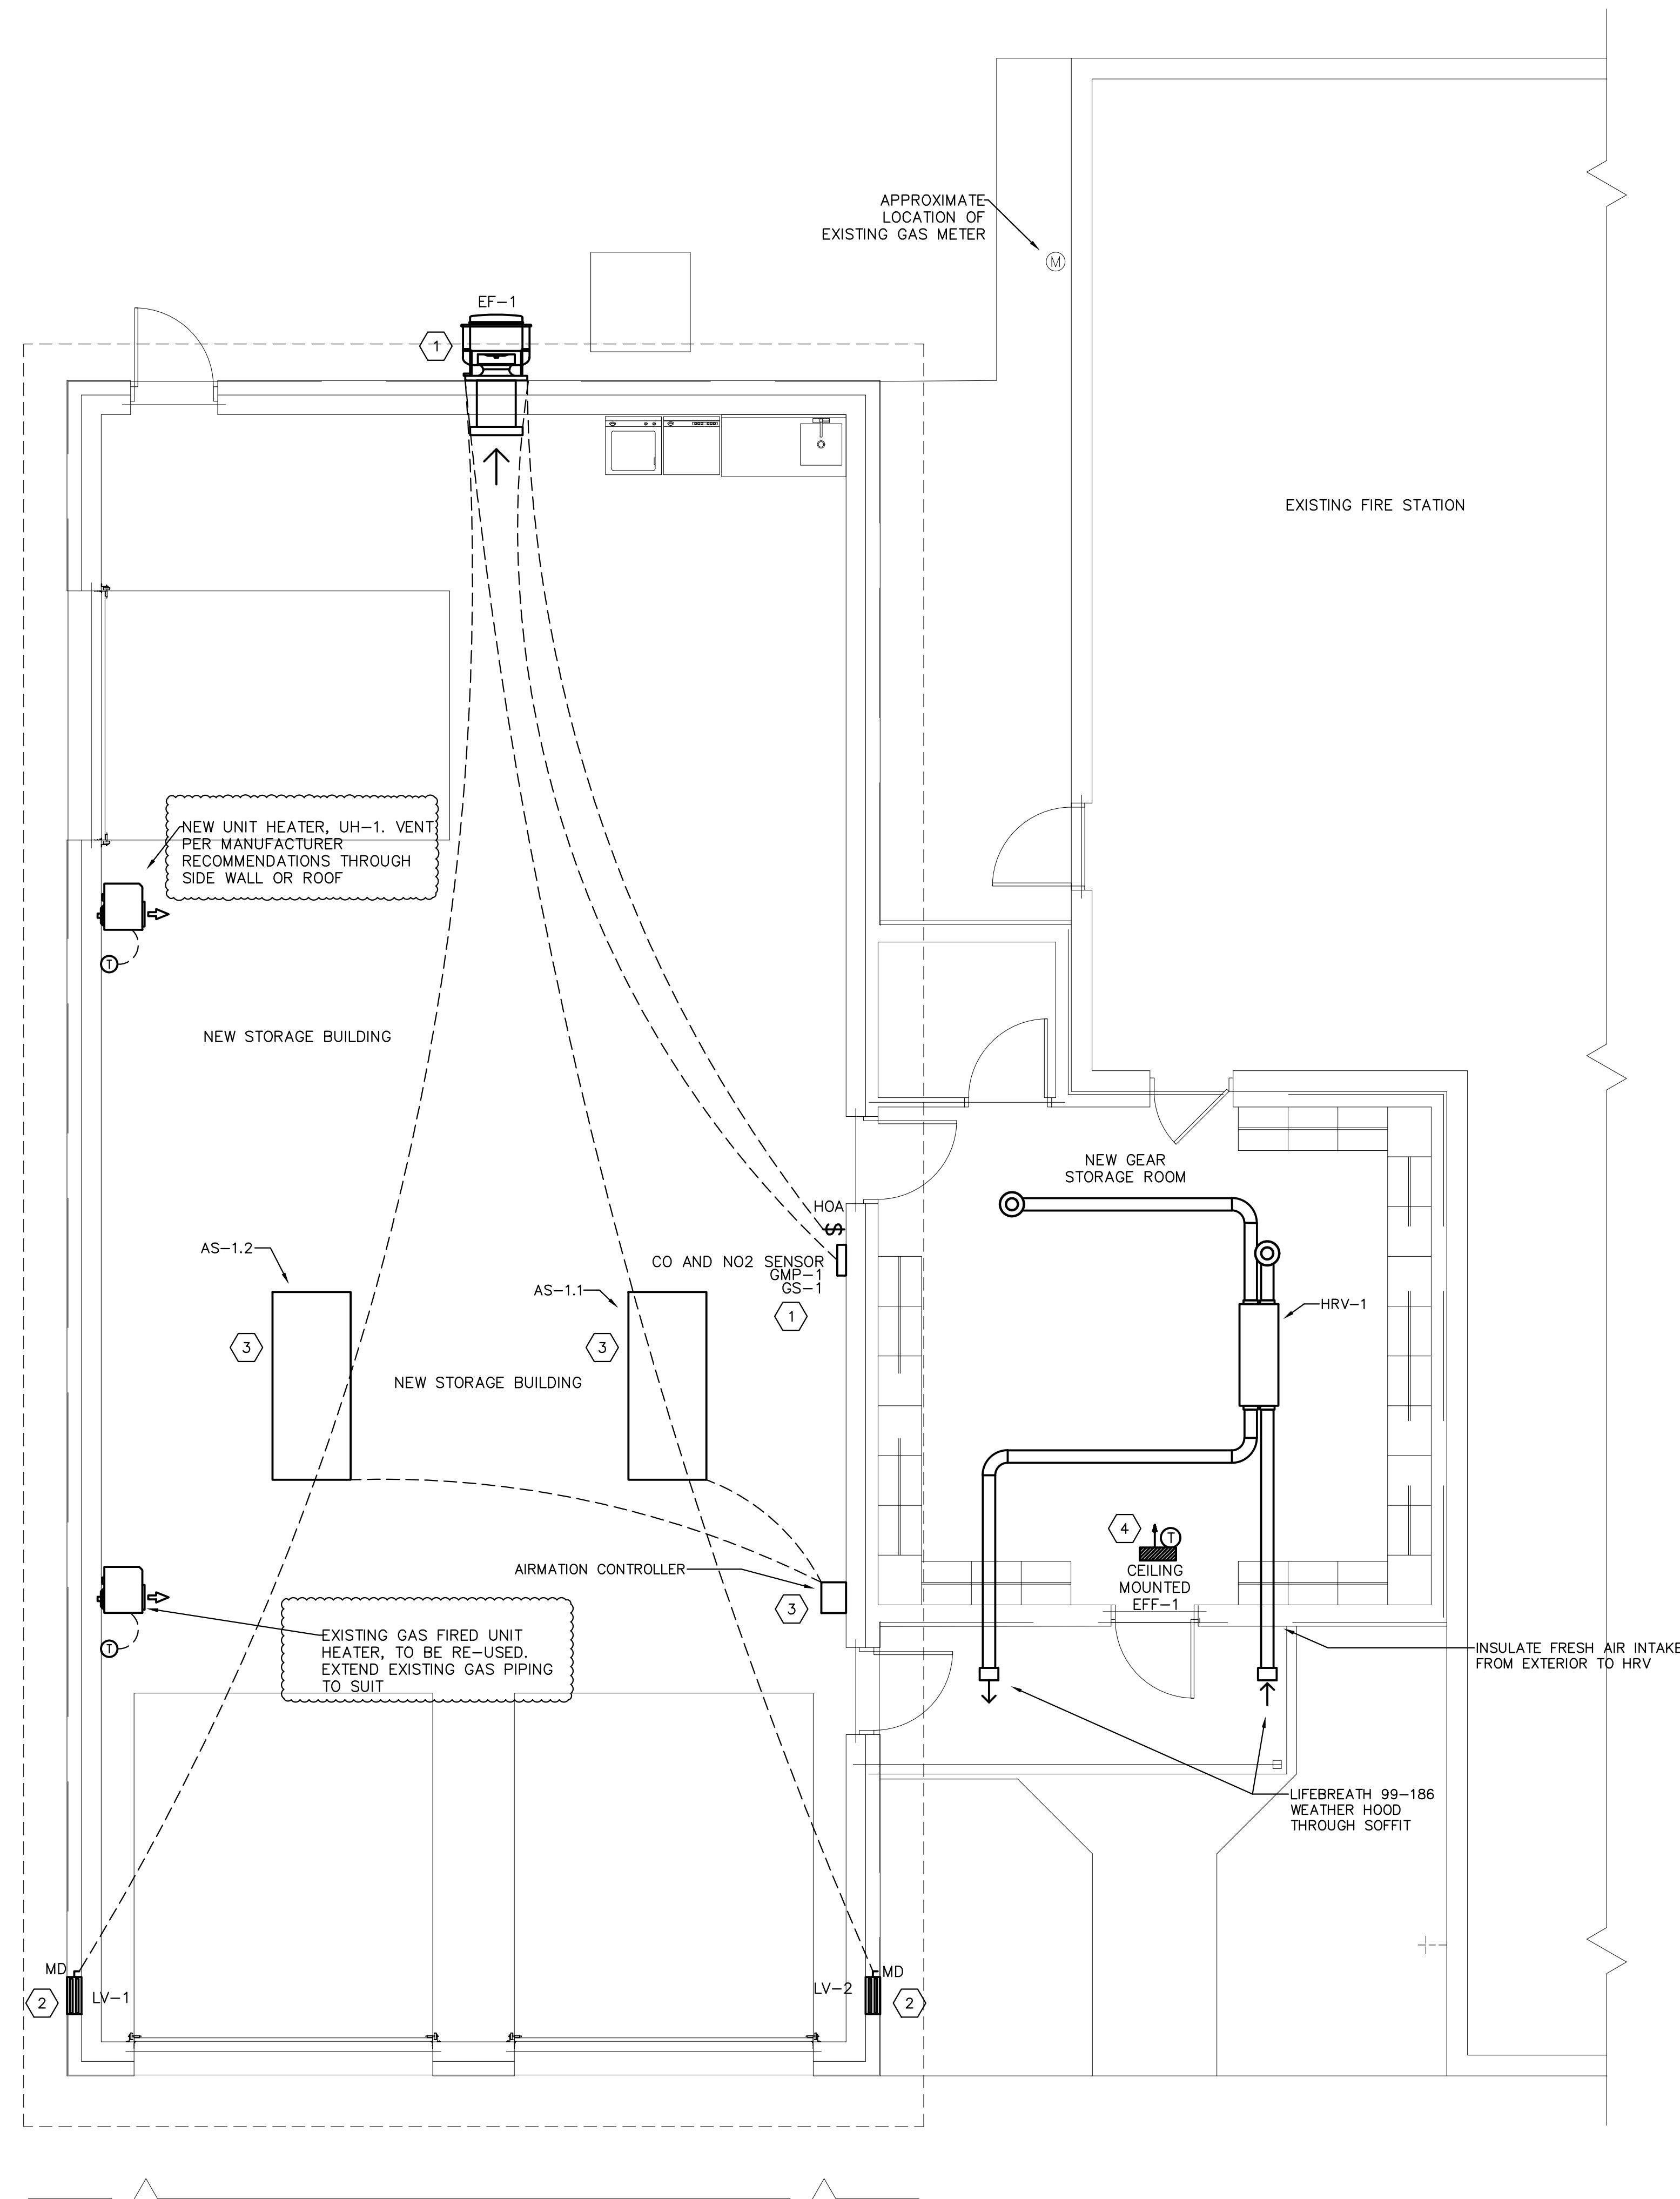 APPROXIMATE
LOCATION OF
EXISTING GAS METER
M
EF-1
1
EXISTING FIRE STATION
NEW UNIT HEATER, UH-1. VENT
PER MANUFACTURER
RECOMMENDATIONS THROUGH
SIDE WALL OR ROOF
T
NEW STORAGE BUILDING
NEW GEAR
STORAGE ROOM
HOA
$
CO AND NO2 SENSOR
GMP-1
GS-1
1
AS-1.2
AS-1.1
HRV-1
3
3
NEW STORAGE BUILDING
4
T
CEILING
MOUNTED
EFF-1
AIRMATION CONTROLLER
3
EXISTING GAS FIRED UNIT
HEATER, TO BE RE-USED.
EXTEND EXISTING GAS PIPING
TO SUIT
T
INSULATE FRESH AIR INTAKE
FROM EXTERIOR TO HRV
LIFEBREATH 99-186
WEATHER HOOD
THROUGH SOFFIT
MD
LV-1
2
MD
LV-2
2